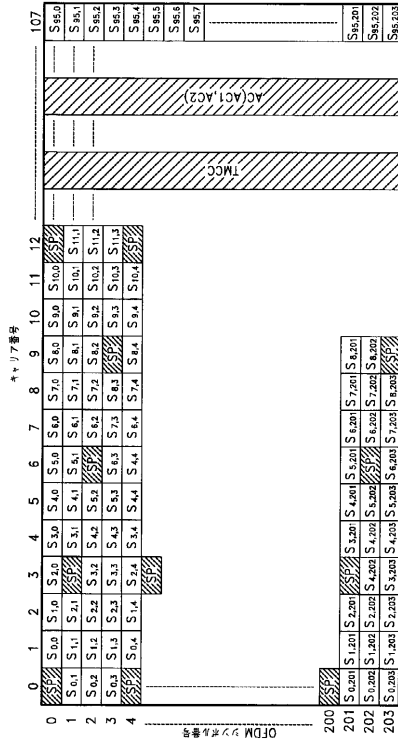 キャリア番号
0 1 2 3 4 5 6 7 8 9 10 11 12 107
OFDM シンボル番号
0 SP S0,0 S1,0 S2,0 S3,0 S4,0 S5,0 S6,0 S7,0 S8,0 S9,0 S10,0 SP S95,0
1 S0,1 S1,1 S2,1 SP S3,1 S4,1 S5,1 S6,1 S7,1 S8,1 S9,1 S10,1 S11,1 S95,1
2 S0,2 S1,2 S2,2 S3,2 S4,2 S5,2 SP S6,2 S7,2 S8,2 S9,2 S10,2 S11,2 S95,2
3 S0,3 S1,3 S2,3 S3,3 S4,3 S5,3 S6,3 S7,3 S8,3 SP S9,3 S10,3 S11,3 S95,3
4 SP S0,4 S1,4 S2,4 S3,4 S4,4 S4,4 S6,4 S7,4 S8,4 S9,4 S10,4 SP S95,4
SP S95,5
S95,6
S95,7
TMCC
AC(AC1,AC2)
200 SP
201 S0,201 S1,201 S2,201 SP S3,201 S4,201 S5,201 S6,201 S7,201 S8,201 S95,201
202 S0,202 S1,202 S2,202 S4,202 S4,202 S5,202 SP S6,202 S7,202 S8,202 S95,202
203 S0,203 S1,203 S2,203 S3,203 S4,203 S5,203 S6,203 S7,203 S8,203 SP S95,203